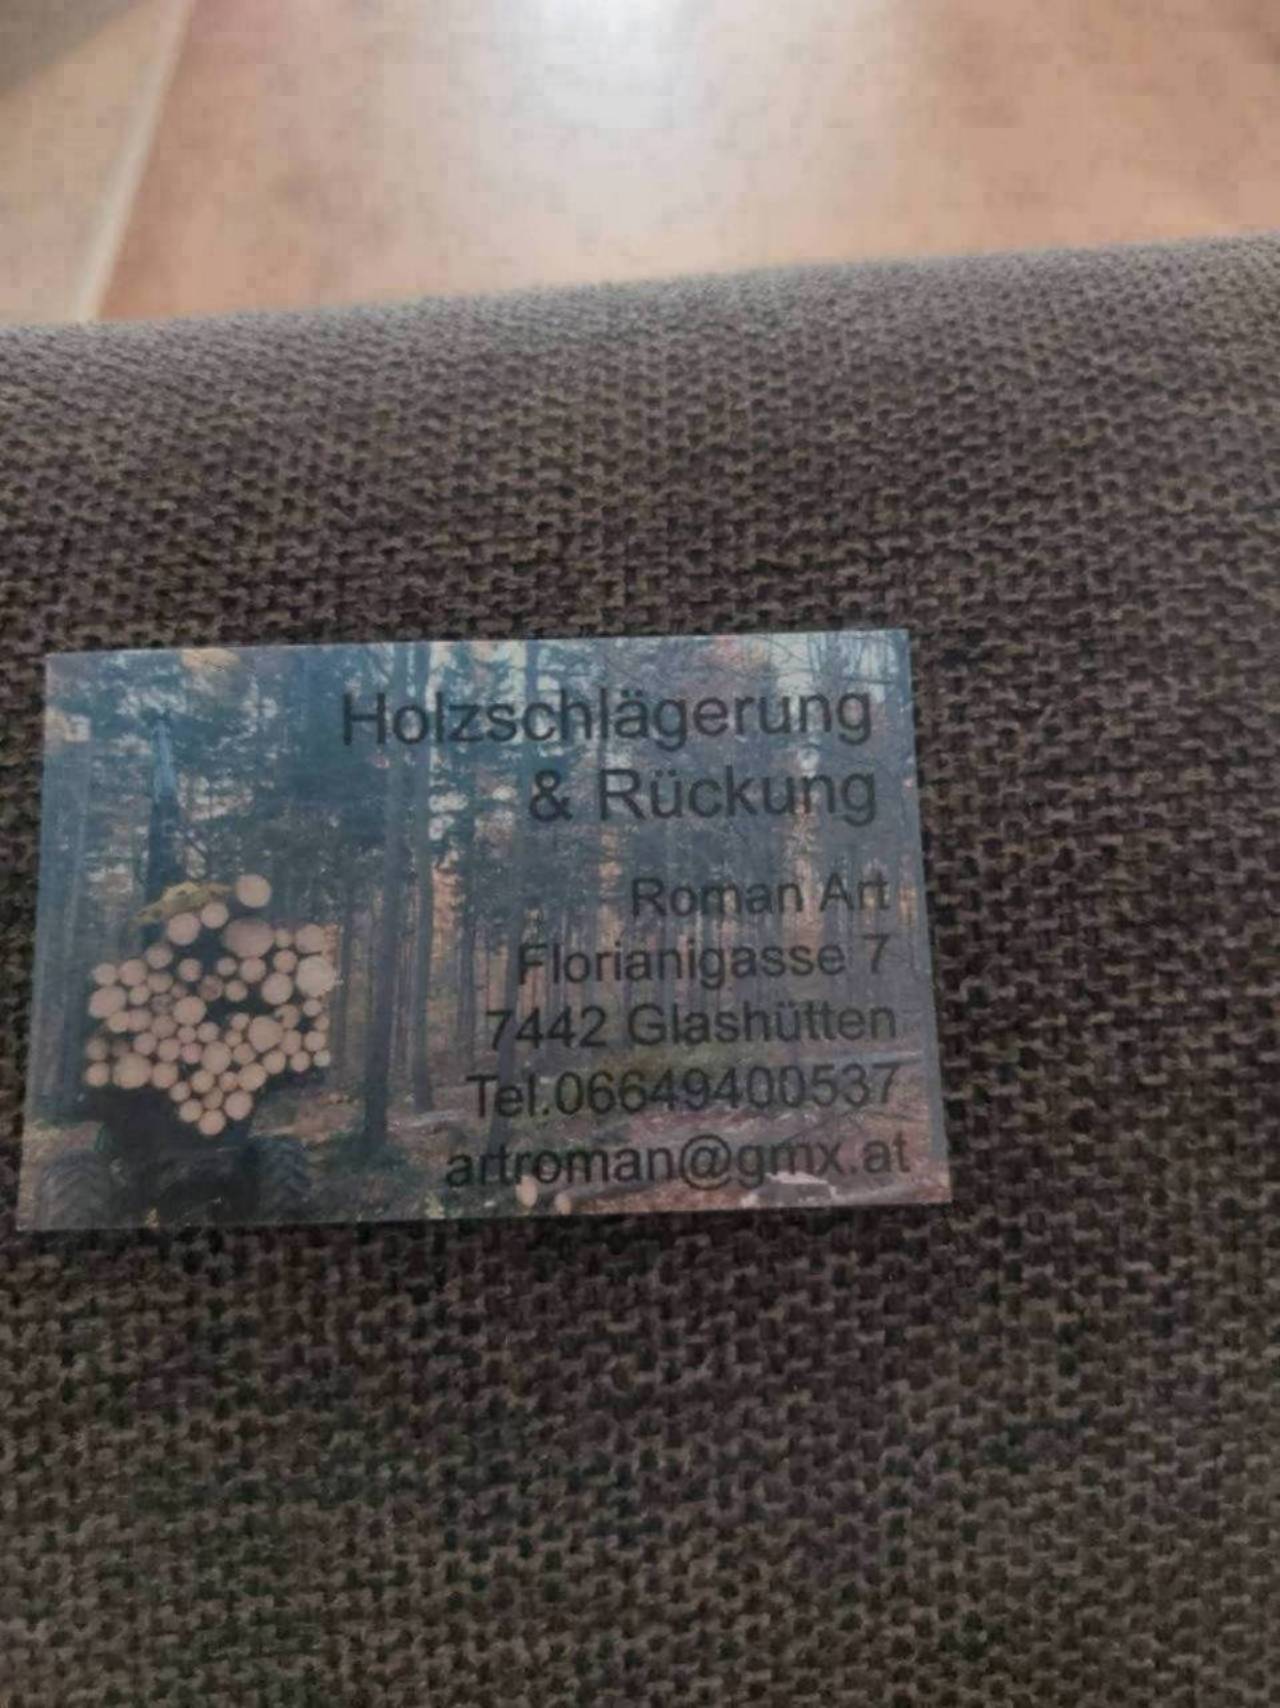 Holzschlägerung
& Rückung
Roman Art
Florianigasse 7
7442 Glashütten
Tel.06649400537
artroman@gmx.at